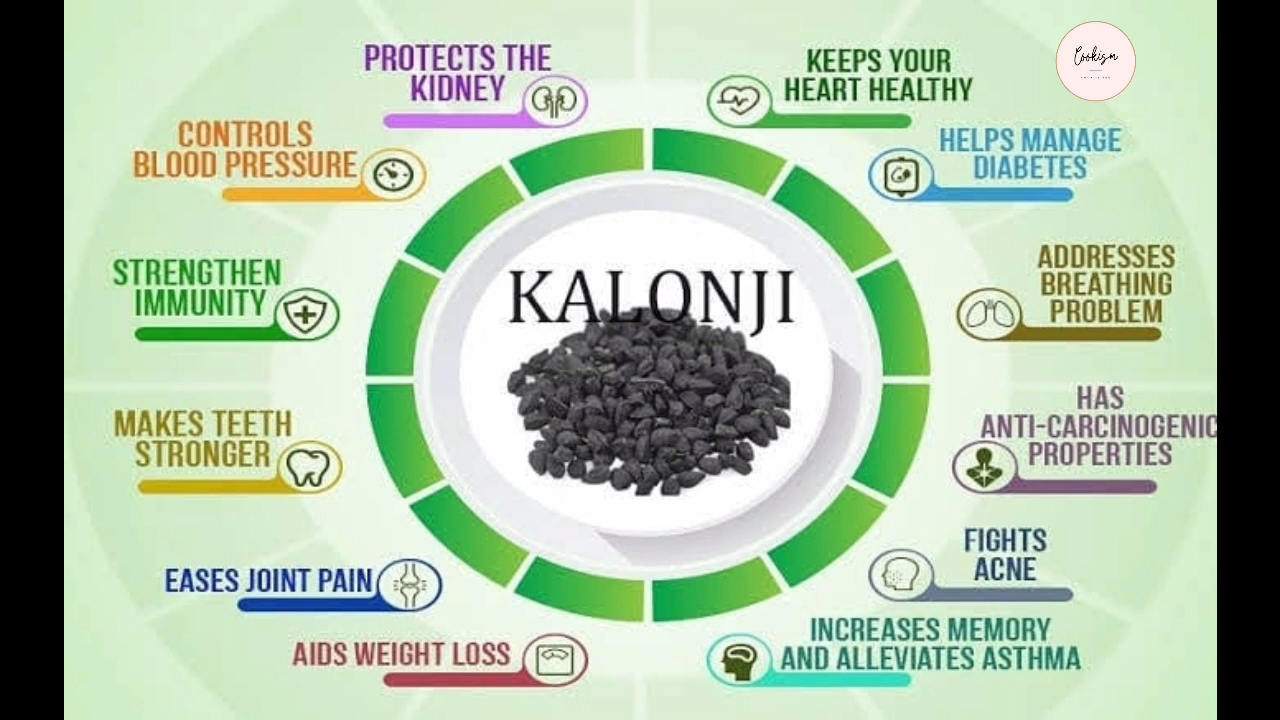 PROTECTS THE
KIDNEY
KEEPS YOUR
HEART HEALTHY
Cookism
CONTROLS
BLOOD PRESSURE
HELPS MANAGE
DIABETES
STRENGTHEN
IMMUNITY
ADDRESSES
BREATHING
PROBLEM
KALONJI
MAKES TEETH
STRONGER
HAS
ANTI-CARCINOGENIC
PROPERTIES
EASES JOINT PAIN
FIGHTS
ACNE
AIDS WEIGHT LOSS
INCREASES MEMORY
AND ALLEVIATES ASTHMA